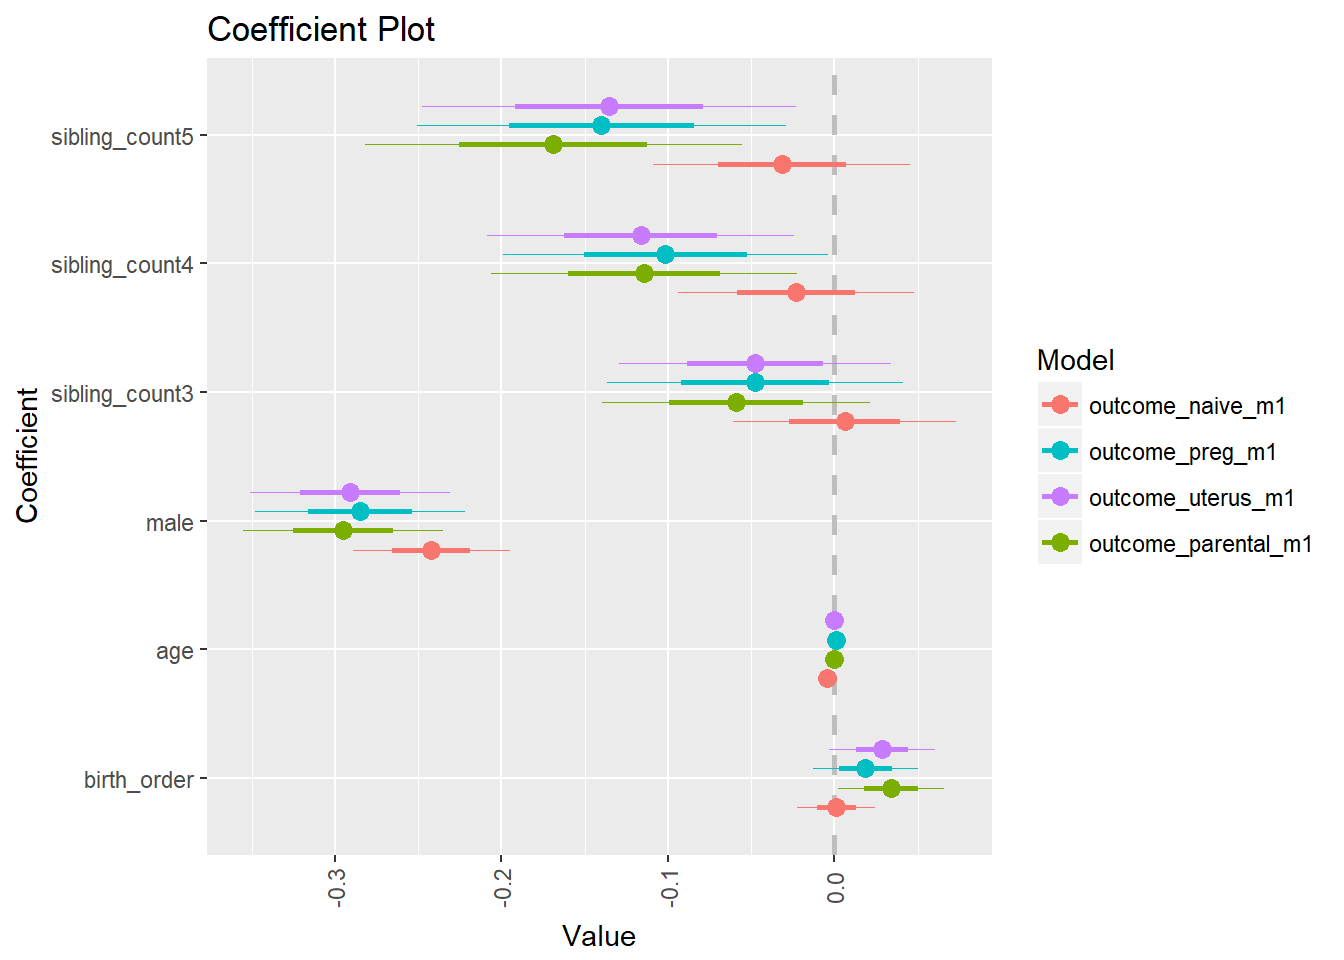 Coefficient Plot
Coefficient
sibling_count5
sibling_count4
sibling_count3
male
age
birth_order
-0.3
-0.2
-0.1
0.0
Value
Model
outcome_naive_m1
outcome_preg_m1
outcome_uterus_m1
outcome_parental_m1